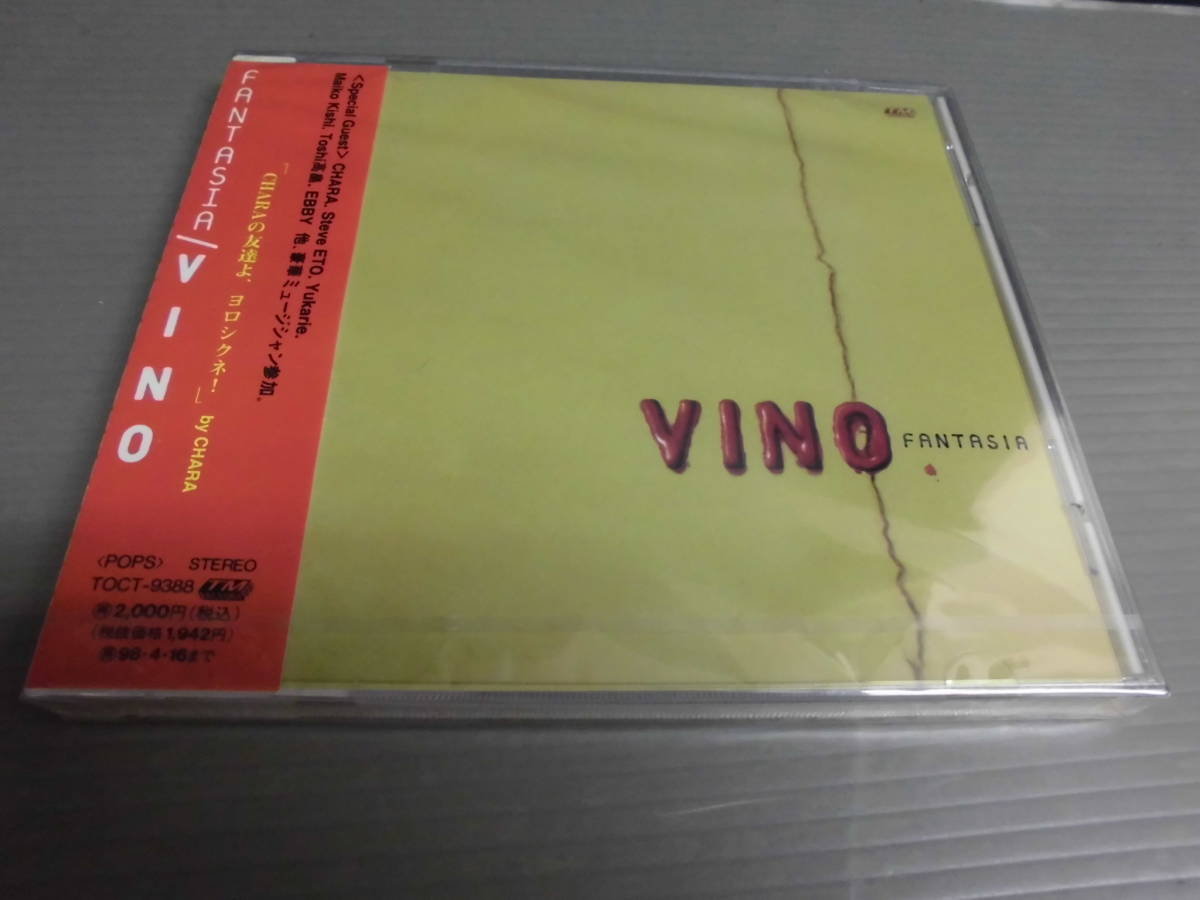 FANTASIA/VINO
「CHARAの友達よ、ヨロシクネ!」 by CHARA
〈Special Guest〉 CHARA. Steve ETO. Yukarie.
Maiko Kishi. Toshi高畠. EBBY 他. 豪華ミュージシャン参加。
〈POPS〉 STEREO
TOCT-9388 TM
2,000円(税込)
(税抜価格1,942円)
98・4・16まで
TM
VINO
FANTASIA